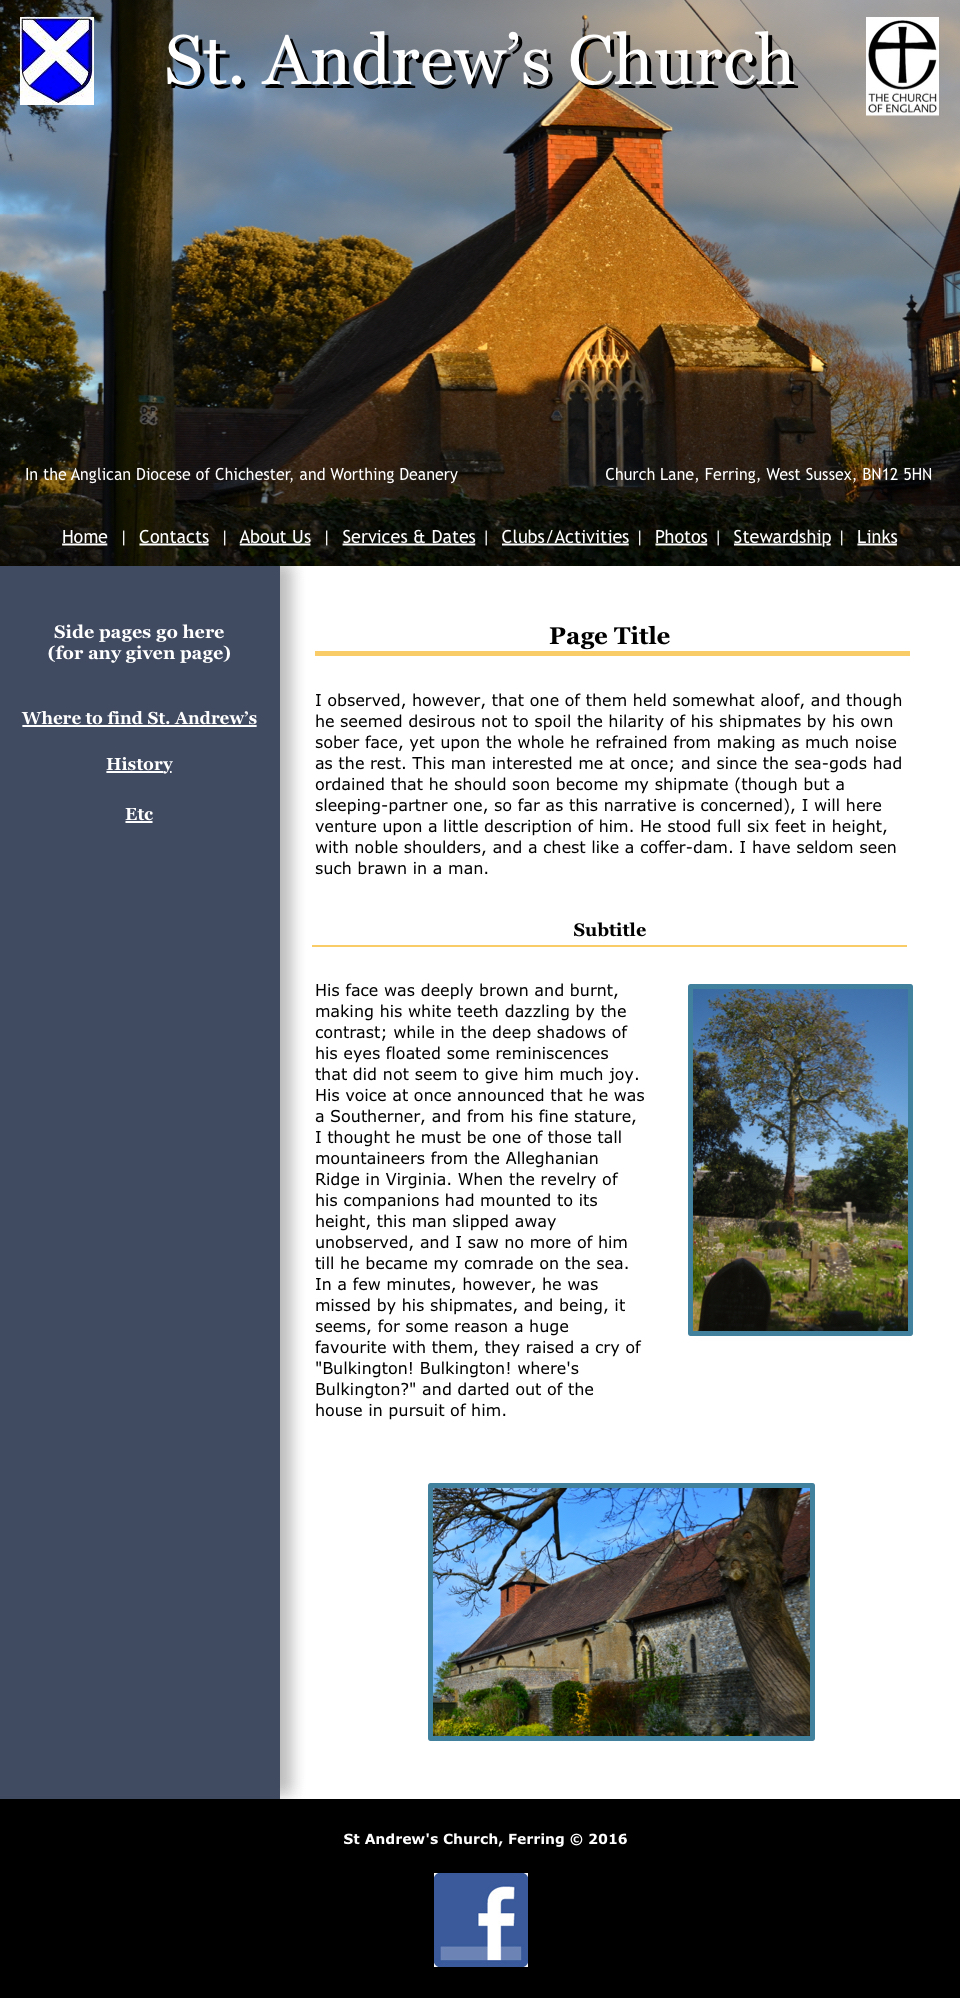 St. Andrew’s Church
THE CHURCH
OF ENGLAND
In the Anglican Diocese of Chichester, and Worthing Deanery
Church Lane, Ferring, West Sussex, BN12 5HN
Home | Contacts | About Us | Services & Dates | Clubs/Activities | Photos | Stewardship | Links
Side pages go here
(for any given page)
Where to find St. Andrew’s
History
Etc
Page Title
I observed, however, that one of them held somewhat aloof, and though
he seemed desirous not to spoil the hilarity of his shipmates by his own
sober face, yet upon the whole he refrained from making as much noise
as the rest. This man interested me at once; and since the sea-gods had
ordained that he should soon become my shipmate (though but a
sleeping-partner one, so far as this narrative is concerned), I will here
venture upon a little description of him. He stood full six feet in height,
with noble shoulders, and a chest like a coffer-dam. I have seldom seen
such brawn in a man.
Subtitle
His face was deeply brown and burnt,
making his white teeth dazzling by the
contrast; while in the deep shadows of
his eyes floated some reminiscences
that did not seem to give him much joy.
His voice at once announced that he was
a Southerner, and from his fine stature,
I thought he must be one of those tall
mountaineers from the Alleghanian
Ridge in Virginia. When the revelry of
his companions had mounted to its
height, this man slipped away
unobserved, and I saw no more of him
till he became my comrade on the sea.
In a few minutes, however, he was
missed by his shipmates, and being, it
seems, for some reason a huge
favourite with them, they raised a cry of
"Bulkington! Bulkington! where's
Bulkington?" and darted out of the
house in pursuit of him.
St Andrew's Church, Ferring © 2016
f